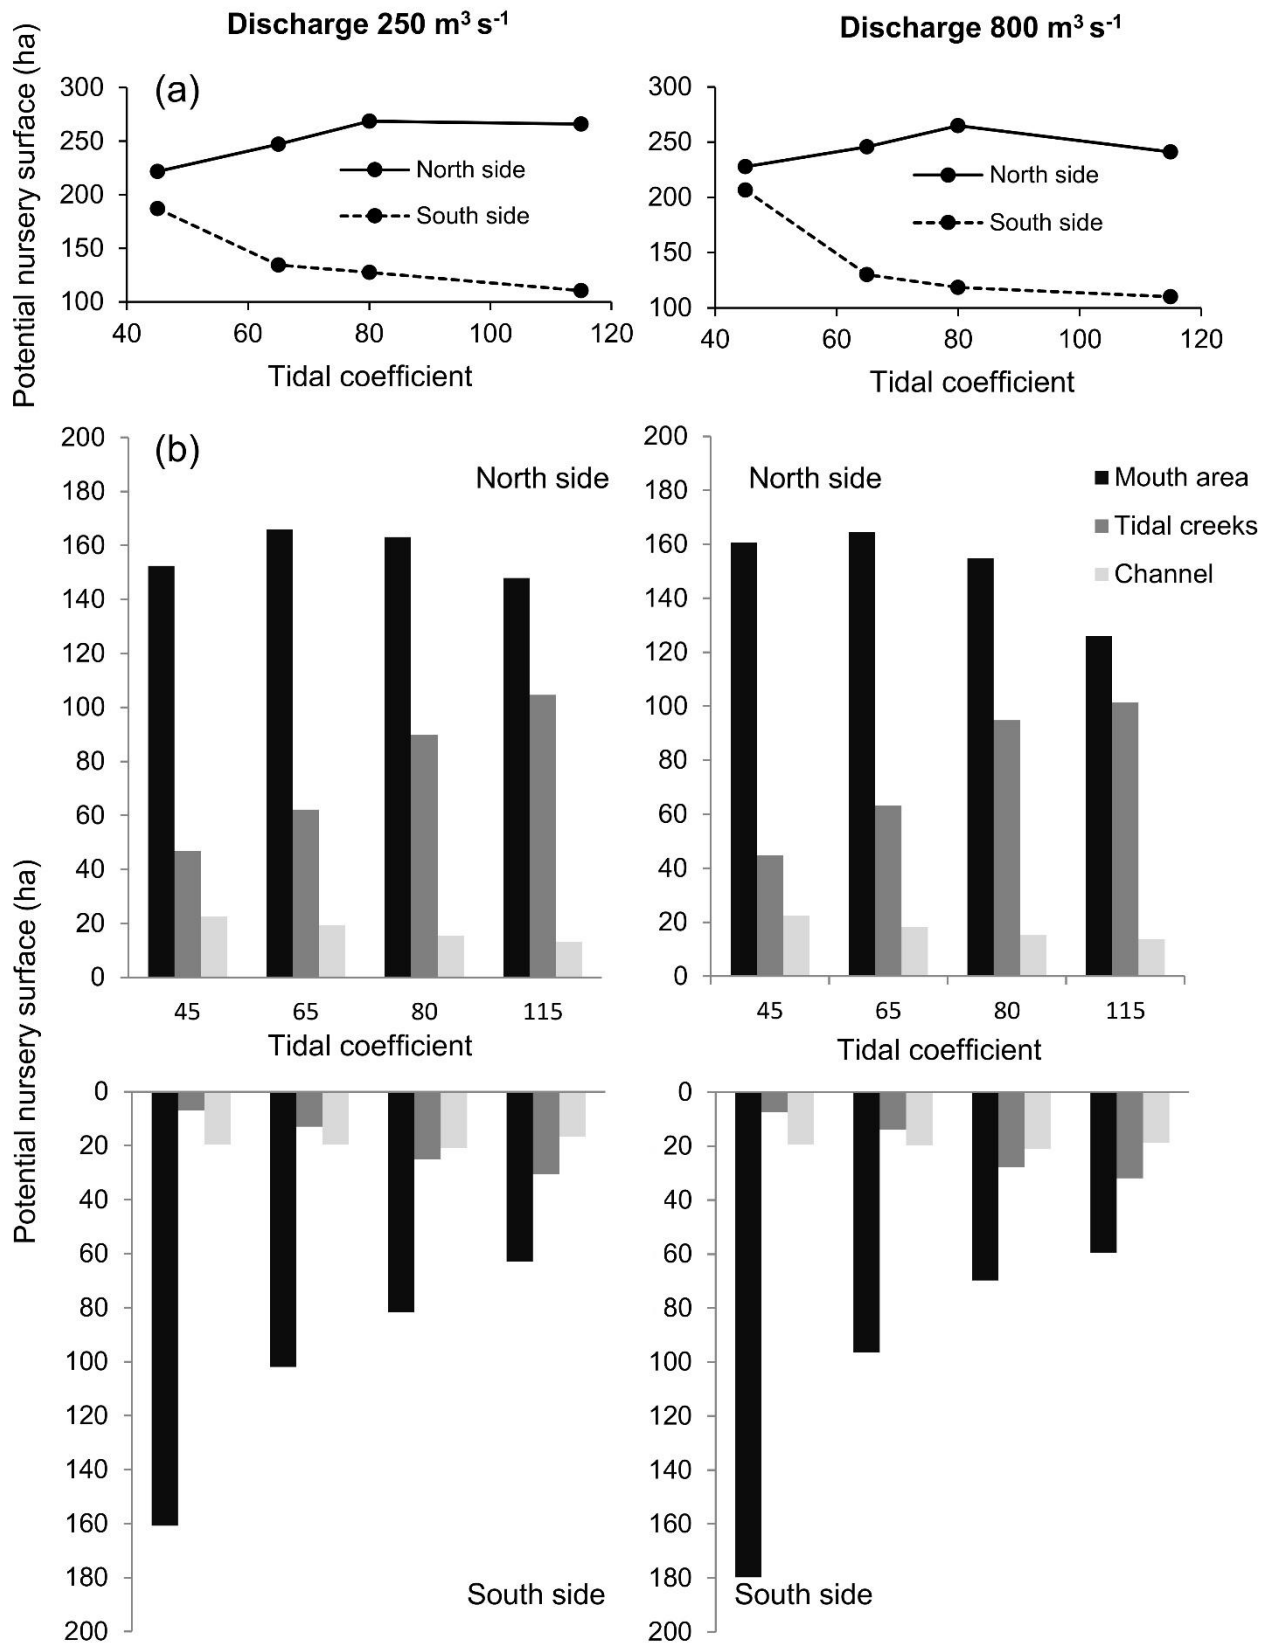 Discharge 250 m³ s⁻¹
Discharge 800 m³ s⁻¹
Potential nursery surface (ha)
(a)
300
250
200
150
100
North side
South side
40 60 80 100 120
Tidal coefficient
300
250
200
150
100
North side
South side
40 60 80 100 120
Tidal coefficient
Potential nursery surface (ha)
(b)
North side
200
180
160
140
120
100
80
60
40
20
0
45 65 80 115
Tidal coefficient
North side
Mouth area
Tidal creeks
Channel
200
180
160
140
120
100
80
60
40
20
0
45 65 80 115
Tidal coefficient
0
20
40
60
80
100
120
140
160
180
200
South side
0
20
40
60
80
100
120
140
160
180
200
South side